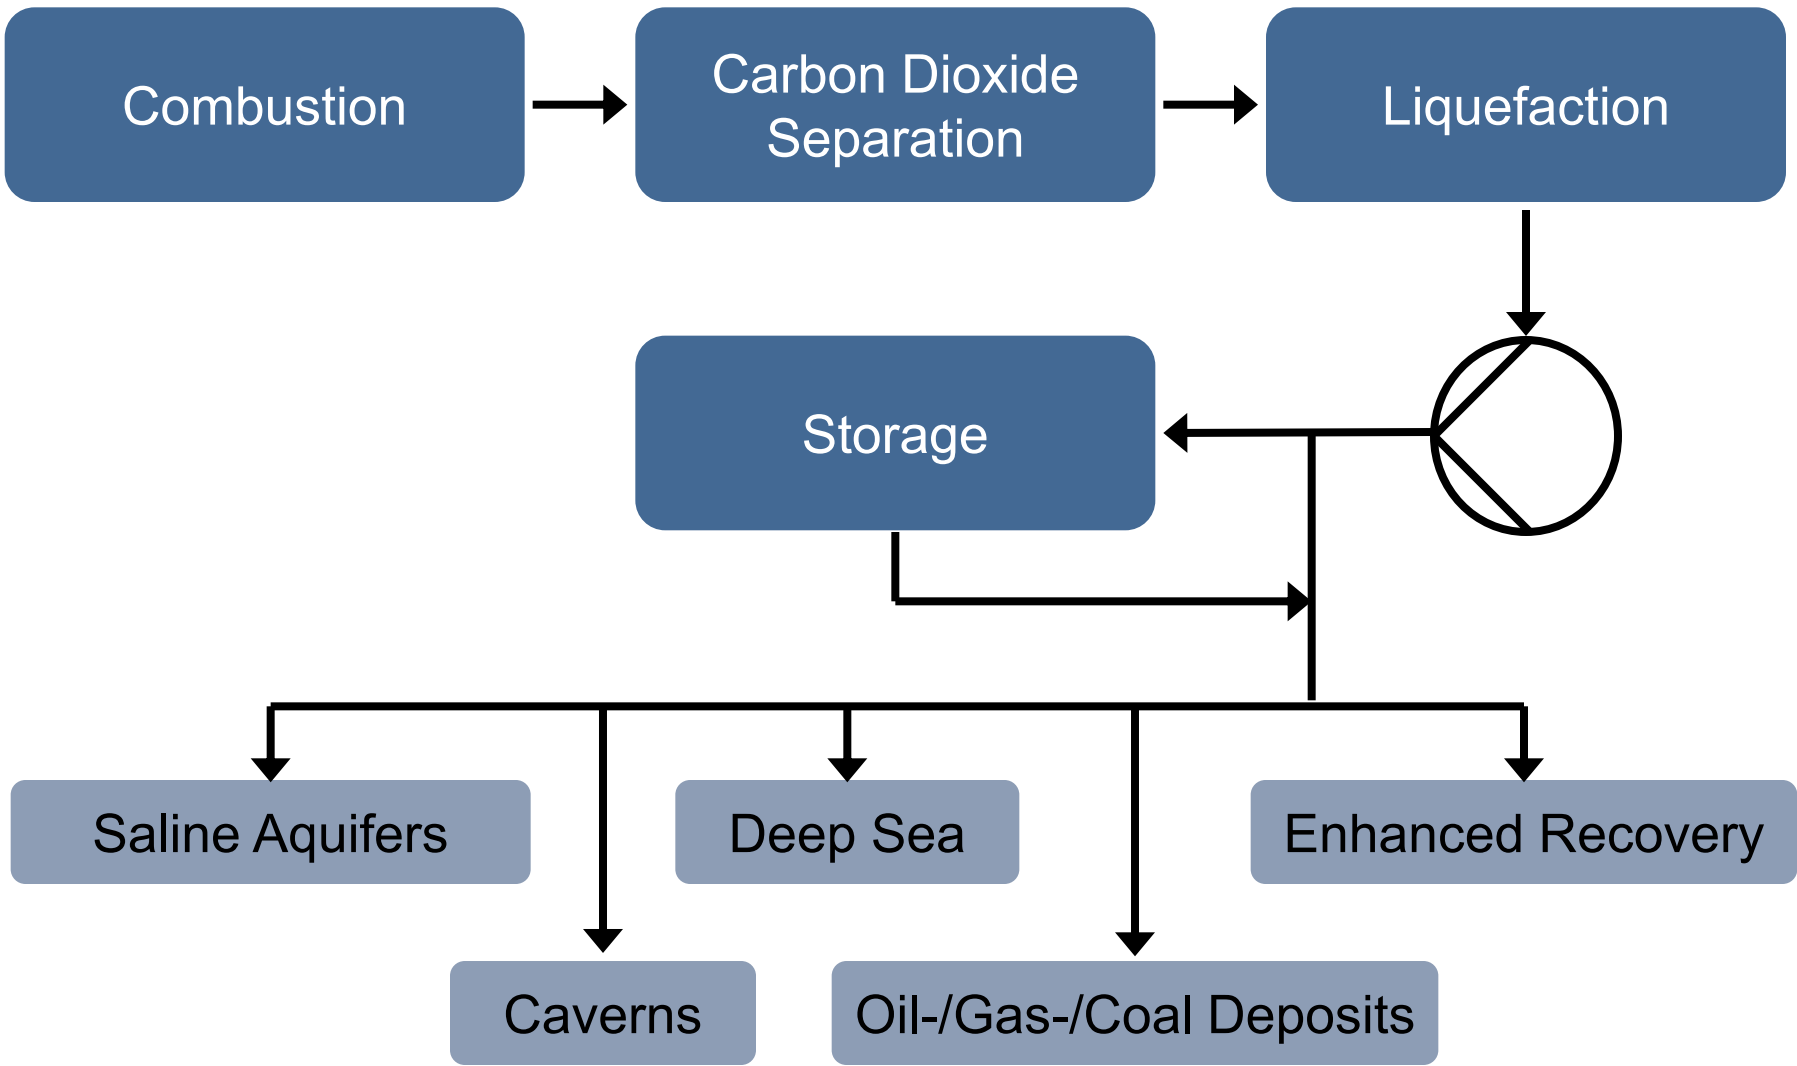 Combustion
Carbon Dioxide
Separation
Liquefaction
Storage
Saline Aquifers
Deep Sea
Enhanced Recovery
Caverns
Oil-/Gas-/Coal Deposits